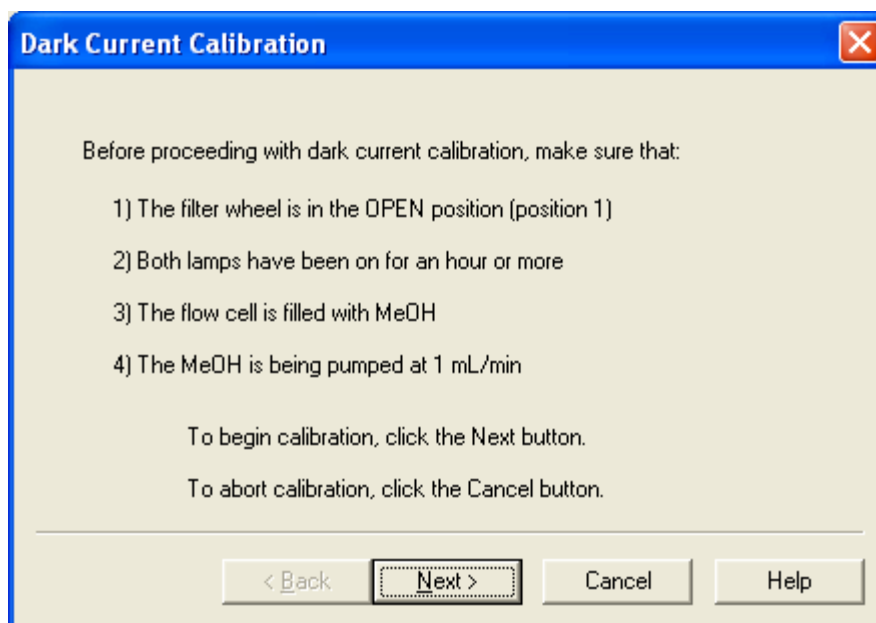 Dark Current Calibration
Before proceeding with dark current calibration, make sure that:
1) The filter wheel is in the OPEN position (position 1)
2) Both lamps have been on for an hour or more
3) The flow cell is filled with MeOH
4) The MeOH is being pumped at 1 mL/min
To begin calibration, click the Next button.
To abort calibration, click the Cancel button.
< Back Next > Cancel Help